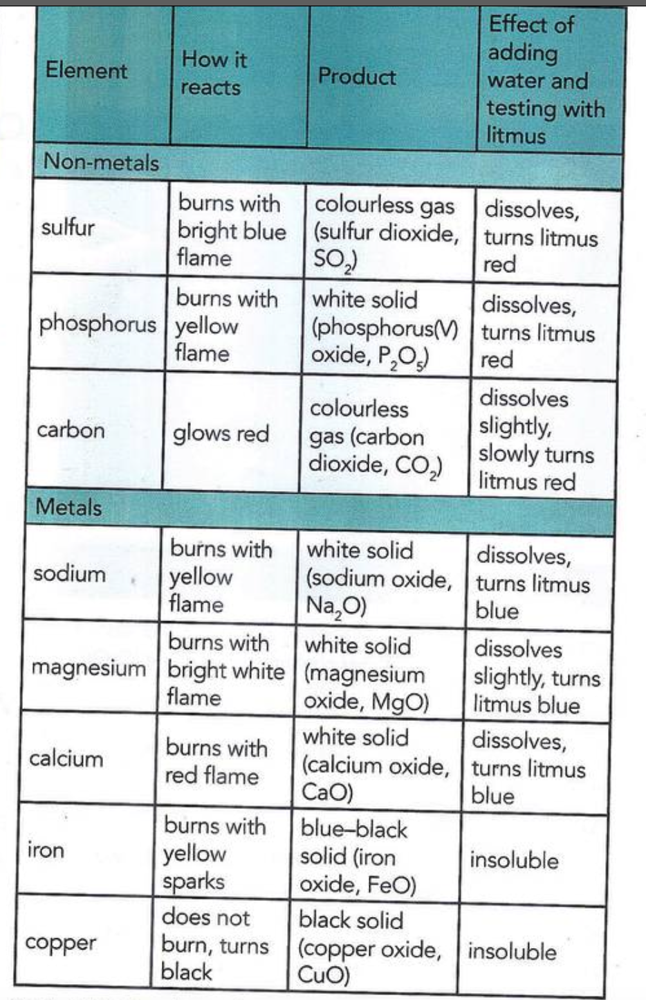 Element
How it
reacts
Product
Effect of
adding
water and
testing with
litmus
Non-metals
sulfur
burns with
bright blue
flame
colourless gas
(sulfur dioxide,
SO₂)
dissolves,
turns litmus
red
phosphorus
burns with
yellow
flame
white solid
(phosphorus(V)
oxide, P₂O₅)
dissolves,
turns litmus
red
carbon
glows red
colourless
gas (carbon
dioxide, CO₂)
dissolves
slightly,
slowly turns
litmus red
Metals
sodium
burns with
yellow
flame
white solid
(sodium oxide,
Na₂O)
dissolves,
turns litmus
blue
magnesium
burns with
bright white
flame
white solid
(magnesium
oxide, MgO)
dissolves
slightly, turns
litmus blue
calcium
burns with
red flame
white solid
(calcium oxide,
CaO)
dissolves,
turns litmus
blue
iron
burns with
yellow
sparks
blue–black
solid (iron
oxide, FeO)
insoluble
copper
does not
burn, turns
black
black solid
(copper oxide,
CuO)
insoluble